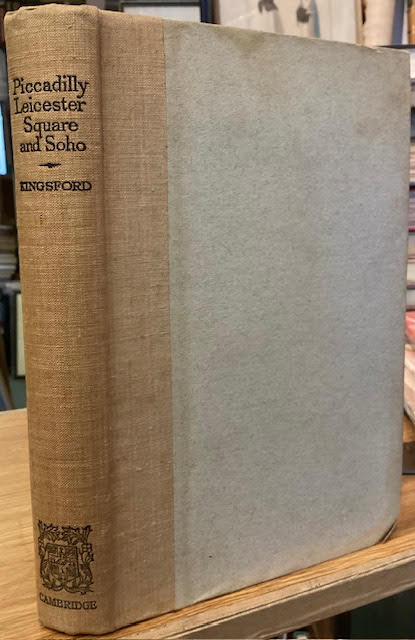 Piccadilly
Leicester
Square
and Soho
KINGSFORD
CAMBRIDGE